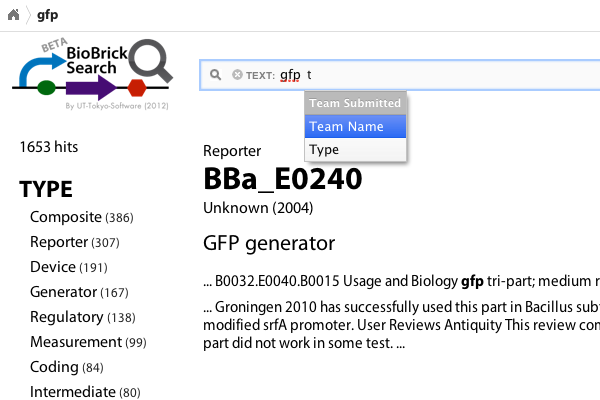 gfp
BETA
BioBrick
Search
By UT-Tokyo-Software (2012)
TEXT: gfp t
Team Submitted
Team Name
Type
1653 hits
TYPE
Composite (386)
Reporter (307)
Device (191)
Generator (167)
Regulatory (138)
Measurement (99)
Coding (84)
Intermediate (80)
Reporter
BBa_E0240
Unknown (2004)
GFP generator
... B0032.E0040.B0015 Usage and Biology gfp tri-part; medium
... Groningen 2010 has successfully used this part in Bacillus
modified srfA promoter. User Reviews Antiquity This review
part did not work in some test. ...